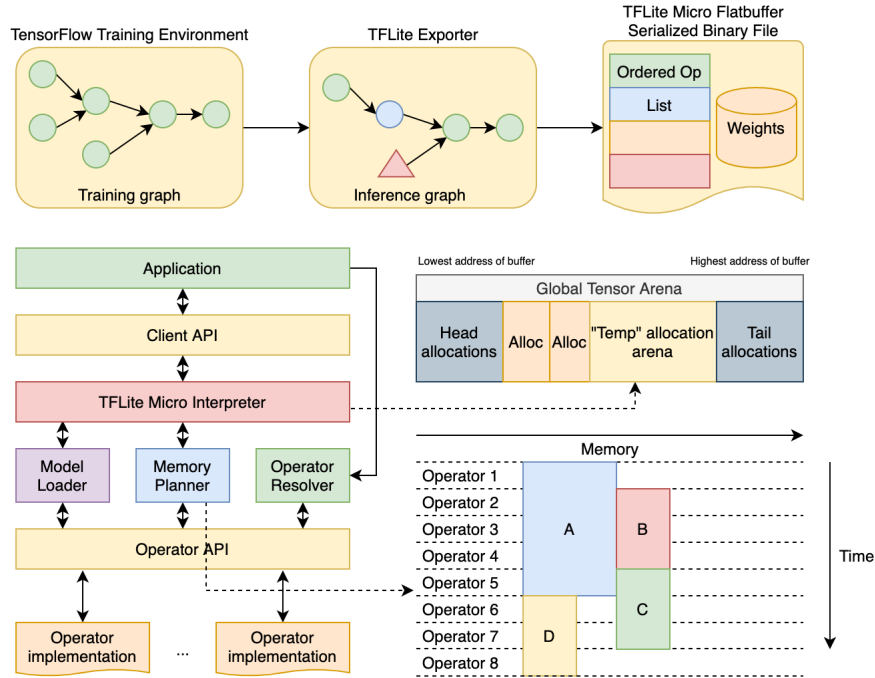 TensorFlow Training Environment
Training graph
TFLite Exporter
Inference graph
TFLite Micro Flatbuffer
Serialized Binary File
Ordered Op
List
Weights
Application
Client API
TFLite Micro Interpreter
Model
Loader
Memory
Planner
Operator
Resolver
Operator API
Operator
implementation
...
Operator
implementation
Lowest address of buffer
Highest address of buffer
Global Tensor Arena
Head
allocations
Alloc
Alloc
"Temp" allocation
arena
Tail
allocations
Memory
Operator 1
Operator 2
Operator 3
Operator 4
Operator 5
Operator 6
Operator 7
Operator 8
A
B
C
D
Time